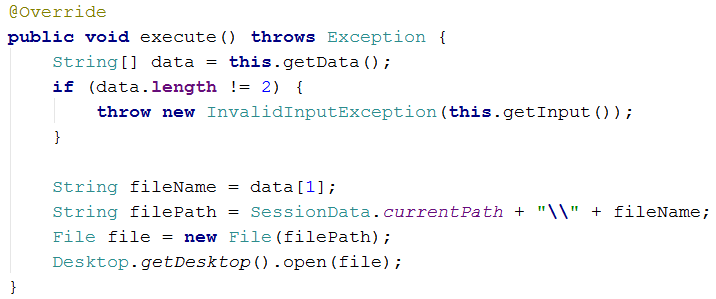 @Override
public void execute() throws Exception {
    String[] data = this.getData();
    if (data.length != 2) {
        throw new InvalidInputException(this.getInput());
    }

    String fileName = data[1];
    String filePath = SessionData.currentPath + "\\" + fileName;
    File file = new File(filePath);
    Desktop.getDesktop().open(file);
}